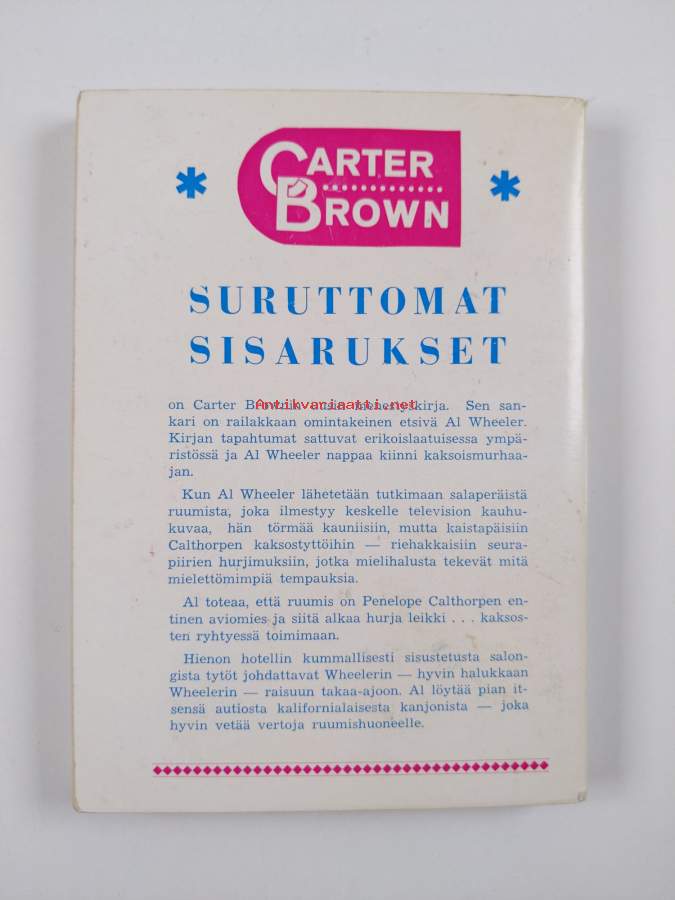 CARTER
BROWN
* *
SURUTTOMAT
SISARUKSET
Antikvariaatti.net
on Carter Brownin uusin menestyskirja. Sen san-
kari on railakkaan omintakeinen etsivä Al Wheeler.
Kirjan tapahtumat sattuvat erikoislaatuisessa ympä-
ristössä ja Al Wheeler nappaa kiinni kaksoismurhaa-
jan.
Kun Al Wheeler lähetetään tutkimaan salaperäistä
ruumista, joka ilmestyy keskelle television kauhu-
kuvaa, hän törmää kauniisiin, mutta kaistapäisiin
Calthorpen kaksostyttöihin — riehakkaisiin seura-
piirien hurjimuksiin, jotka mielihalusta tekevät mitä
mielettömimpiä tempauksia.
Al toteaa, että ruumis on Penelope Calthorpen en-
tinen aviomies ja siitä alkaa hurja leikki . . . kaksos-
ten ryhtyessä toimimaan.
Hienon hotellin kummallisesti sisustetusta salon-
gista tytöt johdattavat Wheelerin — hyvin halukkaan
Wheelerin — raisuun takaa-ajoon. Al löytää pian it-
sensä autiosta kalifornialaisesta kanjonista — joka
hyvin vetää vertoja ruumishuoneelle.